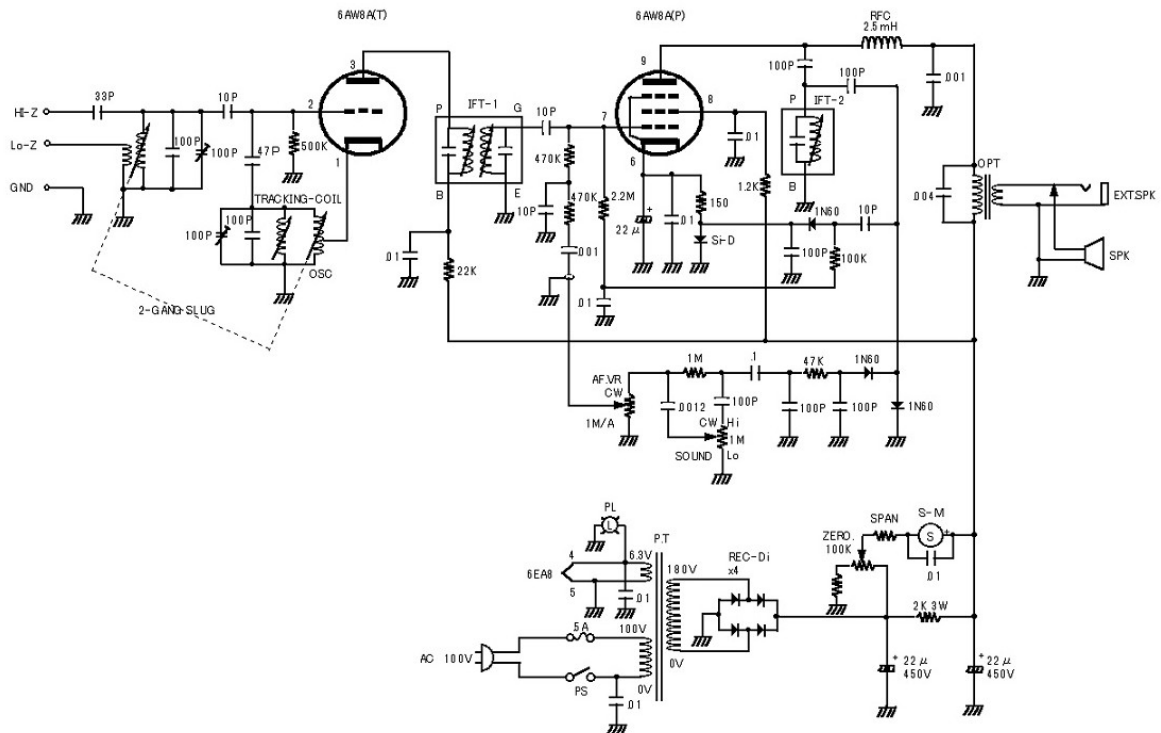 6AW8A(T)
6AW8A(P)
RFC
2.5mH
3
9
100P
100P
.001
33P
10P
2
P
IFT-1
G
10P
7
8
P
IFT-2
HI-Z
Lo-Z
GND
100P
100P
47P
500K
1
470K
.01
6
B
E
B
OPT
TRACKING-COIL
470K
2.2M
1.2K
.004
EXT.SPK
100P
100P
10P
150
1N60
10P
22μ
.01
Si-D
.01
22K
.001
100P
100K
SPK
OSC
2-GANG-SLUG
.01
1M
.1
47K
1N60
AF.VR
CW
1M/A
.0012
100P
CW
Hi
1M
100P
100P
1N60
SOUND
Lo
PL
L
S-M
SPAN
S
+
P.T
ZERO.
100K
4
6.3V
180V
REC-Di
x4
6EA8
5
.01
.01
2K 3W
.5A
100V
AC 100V
0V
+
22μ
450V
+
22μ
450V
PS
0V
.01